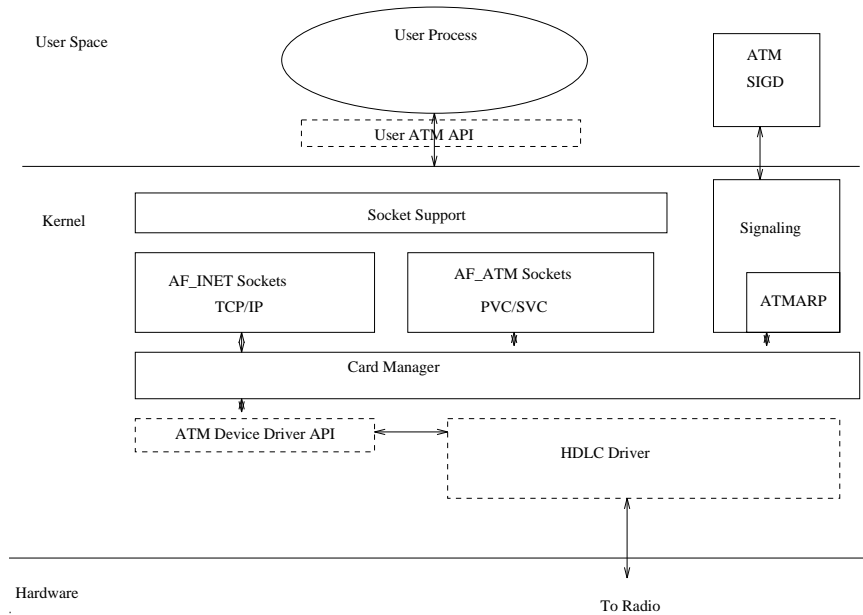 User Space
User Process
ATM
SIGD
User ATM API
Kernel
Socket Support
Signaling
AF_INET Sockets
TCP/IP
AF_ATM Sockets
PVC/SVC
ATMARP
Card Manager
ATM Device Driver API
HDLC Driver
Hardware
To Radio